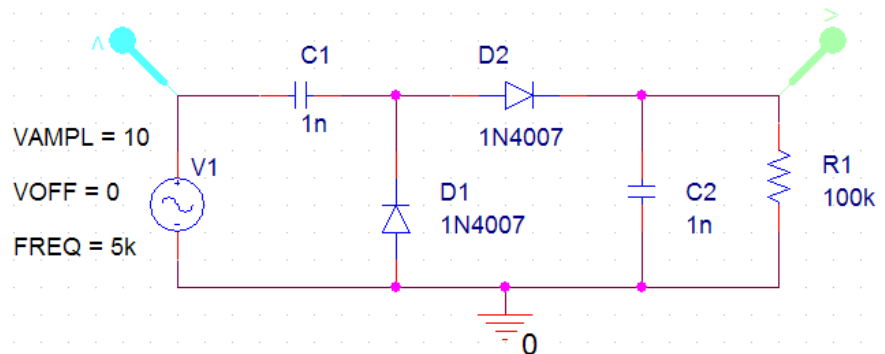 C1
D2
1n
1N4007
VAMPL = 10
V1
VOFF = 0
FREQ = 5k
D1
1N4007
C2
1n
R1
100k
0